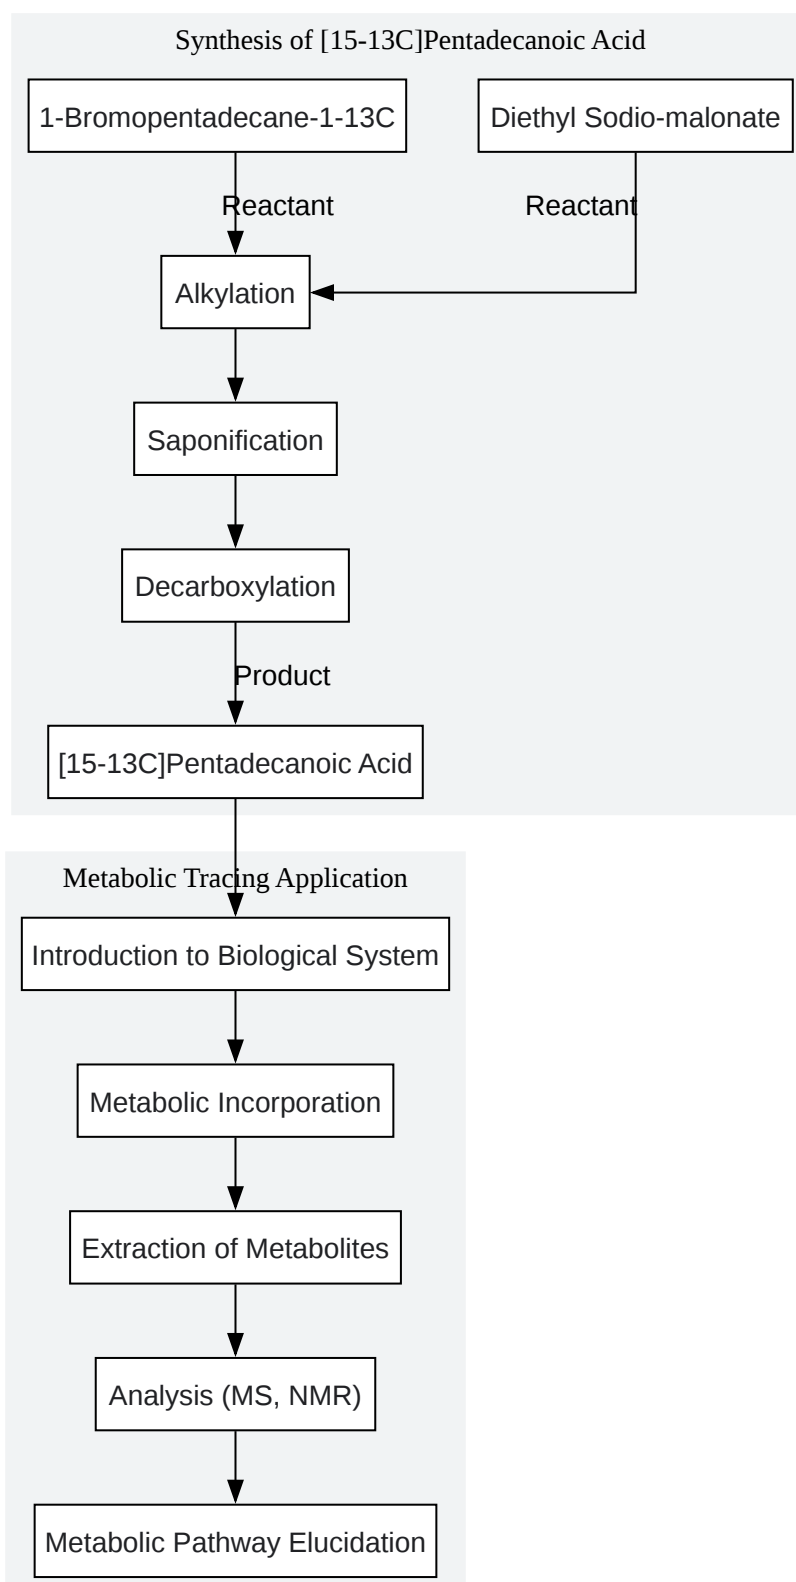 Synthesis of [15-13C]Pentadecanoic Acid
1-Bromopentadecane-1-13C
Diethyl Sodio-malonate
Reactant
Reactant
Alkylation
Saponification
Decarboxylation
Product
[15-13C]Pentadecanoic Acid
Metabolic Tracing Application
Introduction to Biological System
Metabolic Incorporation
Extraction of Metabolites
Analysis (MS, NMR)
Metabolic Pathway Elucidation